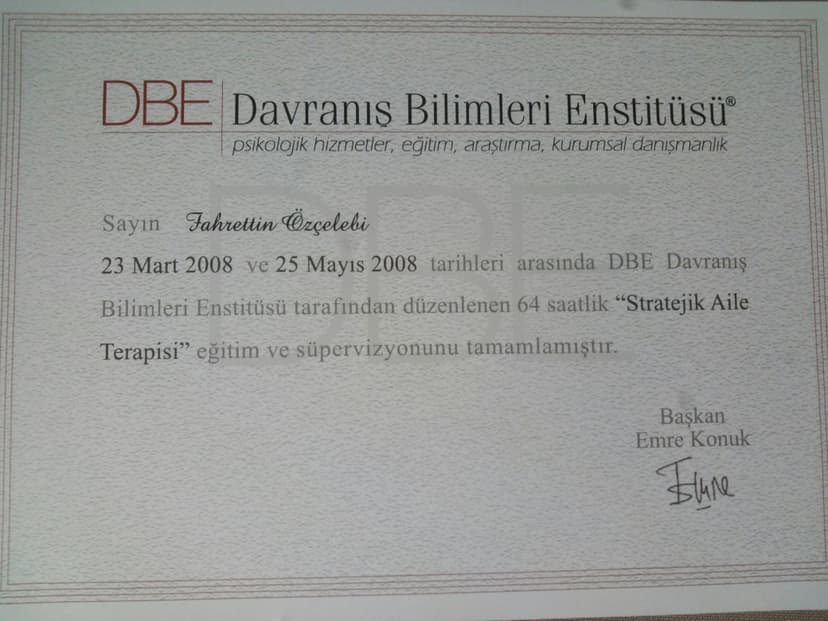 DBE Davranış Bilimleri Enstitüsü®
psikolojik hizmetler, eğitim, araştırma, kurumsal danışmanlık
Sayın Fahrettin Özçelebi
23 Mart 2008 ve 25 Mayıs 2008 tarihleri arasında DBE Davranış
Bilimleri Enstitüsü tarafından düzenlenen 64 saatlik “Stratejik Aile
Terapisi” eğitim ve süpervizyonunu tamamlamıştır.
DBE
Başkan
Emre Konuk
Emre